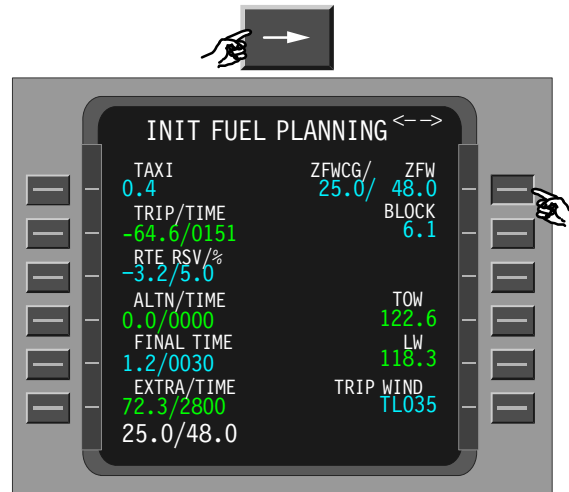 INIT FUEL PLANNING <-->
TAXI ZFWCG/ ZFW
0.4 25.0/ 48.0
TRIP/TIME BLOCK
-64.6/0151 6.1
RTE RSV/%
-3.2/5.0
ALTN/TIME TOW
0.0/0000 122.6
FINAL TIME LW
1.2/0030 118.3
EXTRA/TIME TRIP WIND
72.3/2800 TL035
25.0/48.0